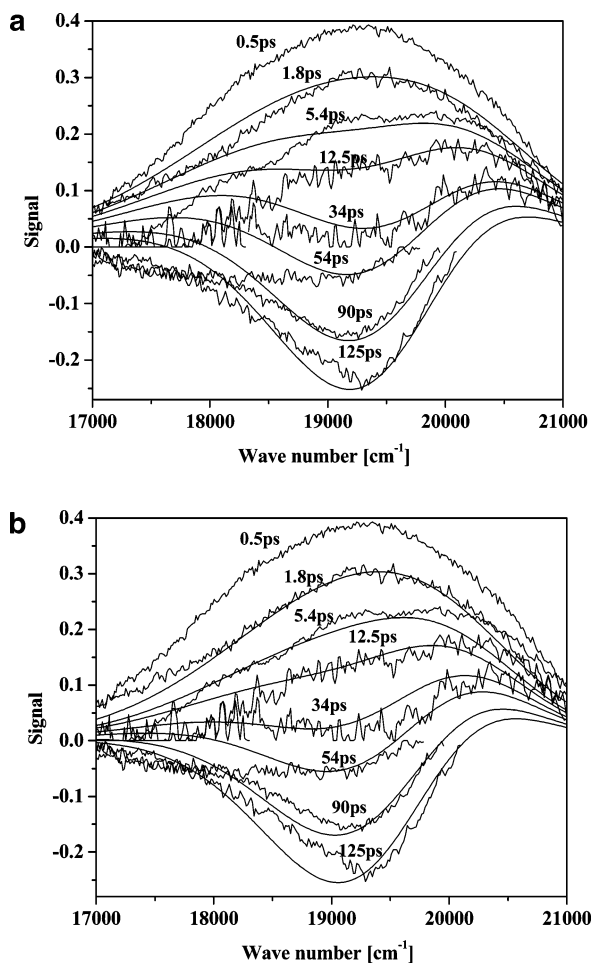 a
0.4
0.3
0.2
0.1
0.0
-0.1
-0.2
Signal
0.5ps
1.8ps
5.4ps
12.5ps
34ps
54ps
90ps
125ps
17000 18000 19000 20000 21000
Wave number [cm⁻¹]
b
0.4
0.3
0.2
0.1
0.0
-0.1
-0.2
Signal
0.5ps
1.8ps
5.4ps
12.5ps
34ps
54ps
90ps
125ps
17000 18000 19000 20000 21000
Wave number [cm⁻¹]